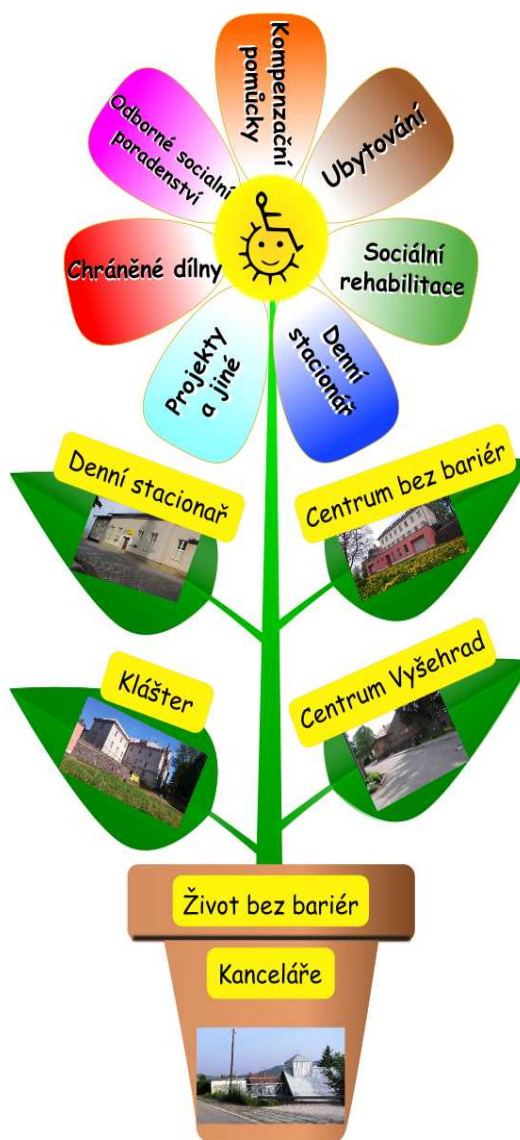 Kompenzační
pomůcky
Ubytování
Sociální
rehabilitace
Denní
stacionář
Projekty
a jiné
Chráněné dílny
Odborné socialní
poradenství
Denní stacionař
Centrum bez bariér
Klášter
Centrum Vyšehrad
Život bez bariér
Kanceláře